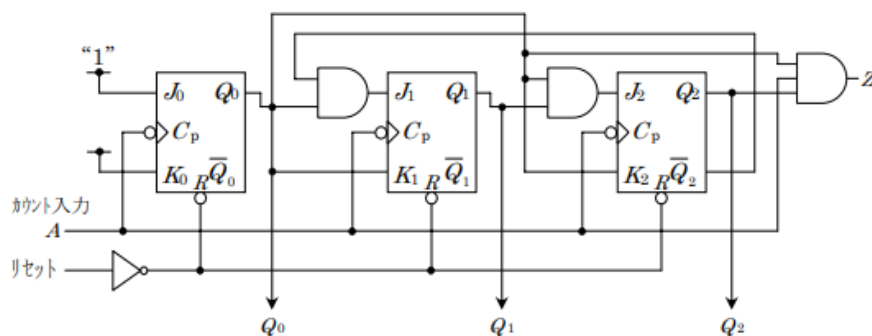 “1”
J0 Q0
Cp
K0 R Q̅0
J1 Q1
Cp
K1 R Q̅1
J2 Q2
Cp
K2 R Q̅2
Z
カウント入力
A
リセット
Q0
Q1
Q2